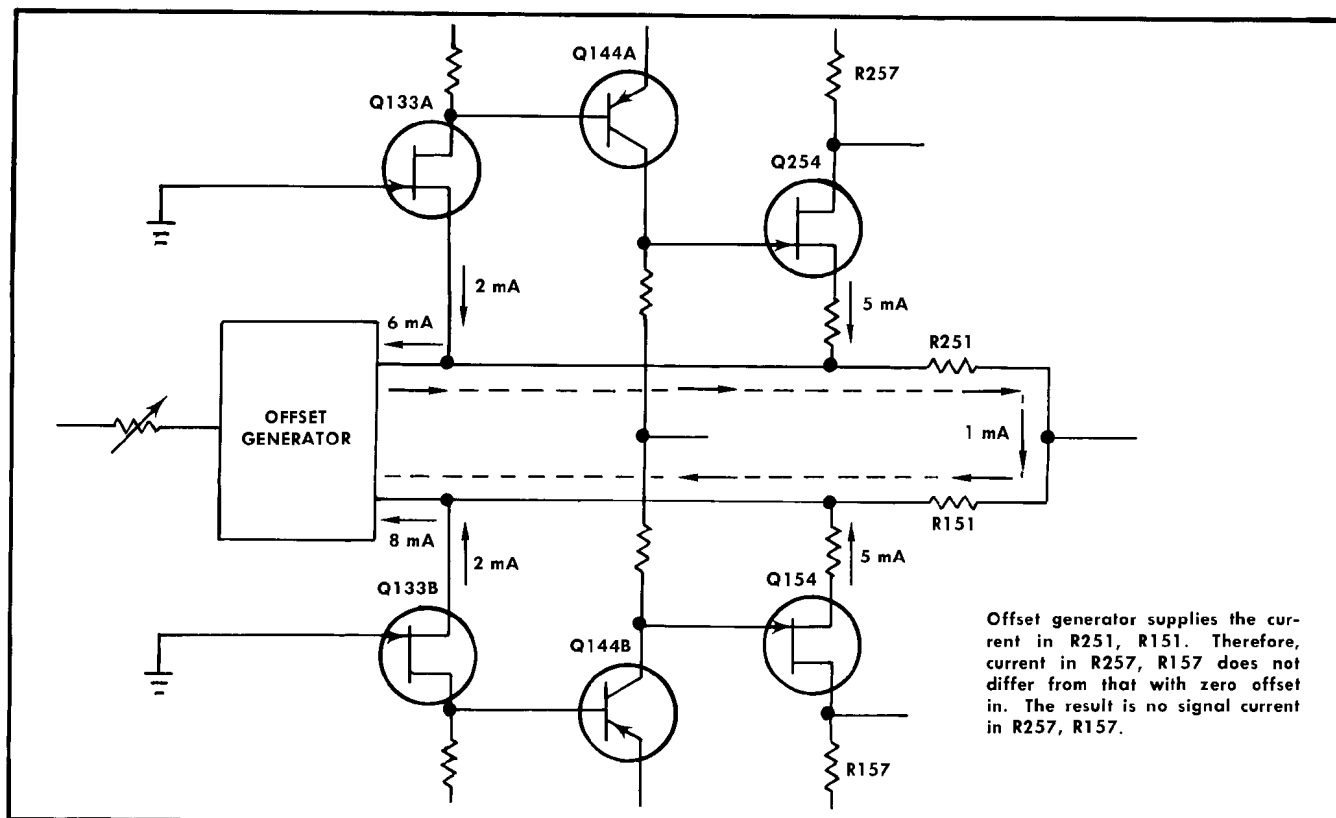 Q144A
R257
Q133A
Q254
2 mA
5 mA
6 mA
R251
OFFSET
GENERATOR
1 mA
R151
8 mA
2 mA
5 mA
Q133B
Q154
Q144B
R157
Offset generator supplies the cur-
rent in R251, R151. Therefore,
current in R257, R157 does not
differ from that with zero offset
in. The result is no signal current
in R257, R157.